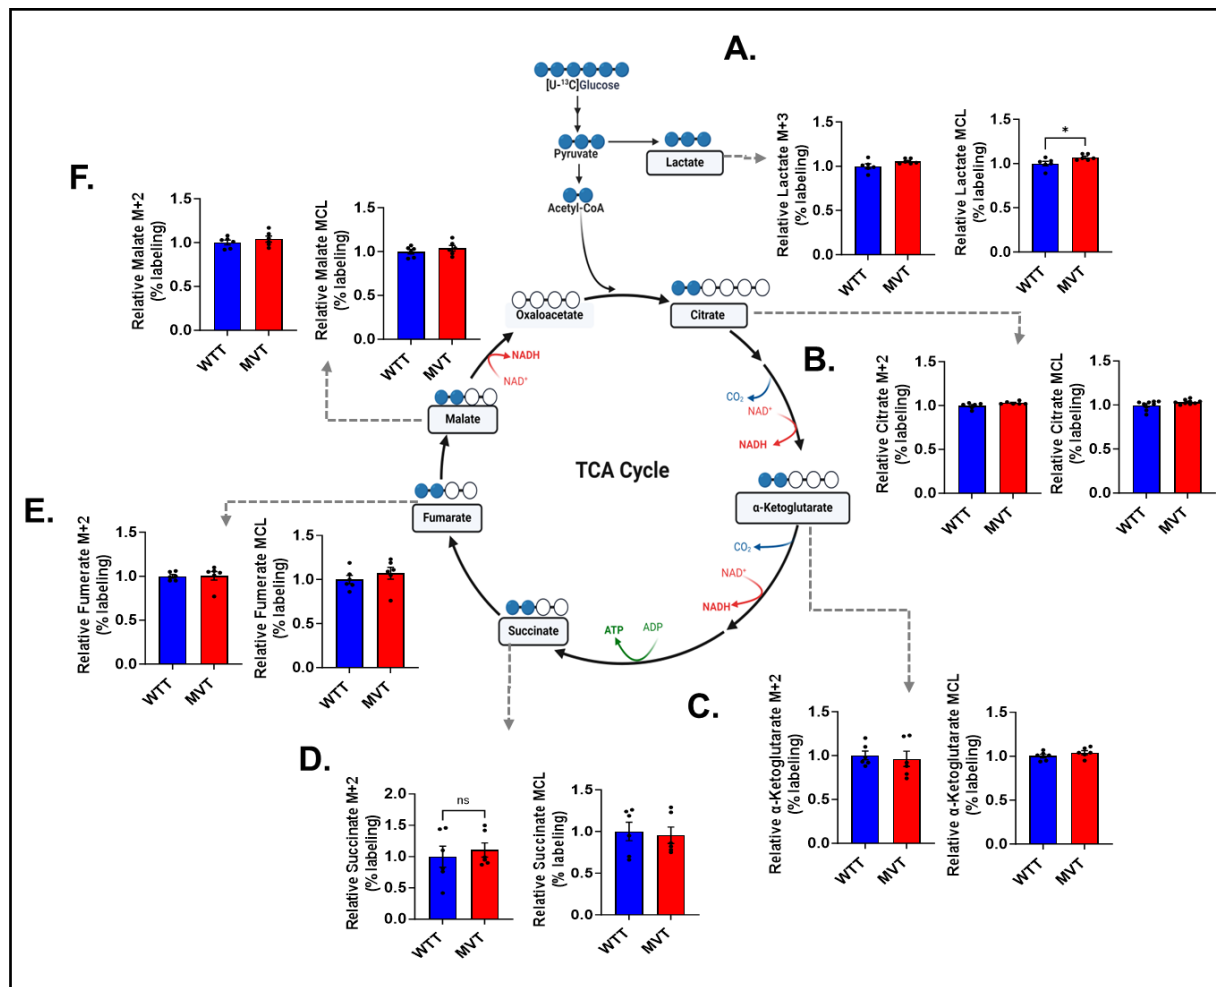 A.
[U-¹³C]Glucose
Pyruvate
Lactate
Acetyl-CoA
Relative Lactate M+3
(% labeling)
1.5
1.0
0.5
0.0
WTT
MVT
Relative Lactate MCL
(% labeling)
1.5
1.0
0.5
0.0
*
WTT
MVT
F.
Relative Malate M+2
(% labeling)
1.5
1.0
0.5
0.0
WTT
MVT
Relative Malate MCL
(% labeling)
1.5
1.0
0.5
0.0
WTT
MVT
Oxaloacetate
Citrate
NADH
NAD⁺
Malate
CO₂
NAD⁺
NADH
B.
Relative Citrate M+2
(% labeling)
1.5
1.0
0.5
0.0
WTT
MVT
Relative Citrate MCL
(% labeling)
1.5
1.0
0.5
0.0
WTT
MVT
TCA Cycle
E.
Fumarate
α-Ketoglutarate
Relative Fumerate M+2
(% labeling)
1.5
1.0
0.5
0.0
WTT
MVT
Relative Fumerate MCL
(% labeling)
1.5
1.0
0.5
0.0
WTT
MVT
CO₂
NAD⁺
NADH
Succinate
ATP
ADP
C.
Relative α-Ketoglutarate M+2
(% labeling)
1.5
1.0
0.5
0.0
WTT
MVT
Relative α-Ketoglutarate MCL
(% labeling)
1.5
1.0
0.5
0.0
WTT
MVT
D.
Relative Succinate M+2
(% labeling)
2.0
1.5
1.0
0.5
0.0
ns
WTT
MVT
Relative Succinate MCL
(% labeling)
1.5
1.0
0.5
0.0
WTT
MVT